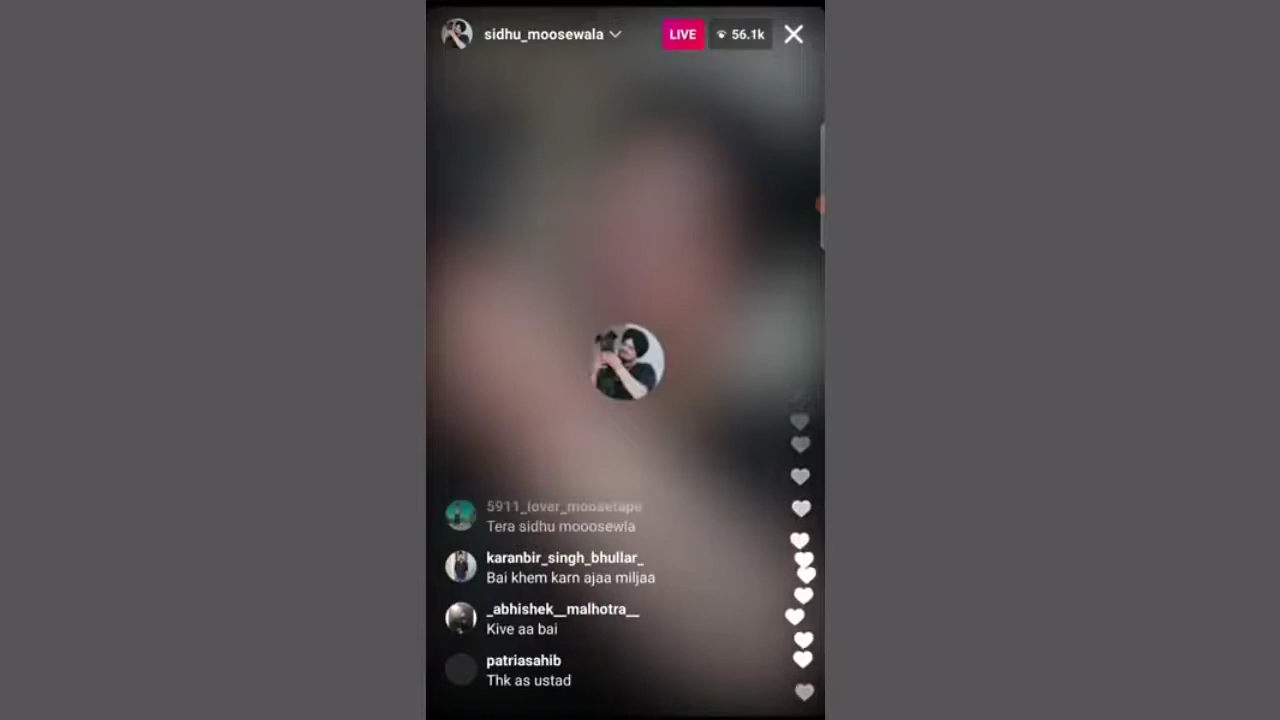 sidhu_moosewala
LIVE
56.1k
5911_lover_moosetape
Tera sidhu mooosewla
karanbir_singh_bhullar_
Bai khem karn ajaa miljaa
_abhishek__malhotra__
Kive aa bai
patriasahib
Thk as ustad